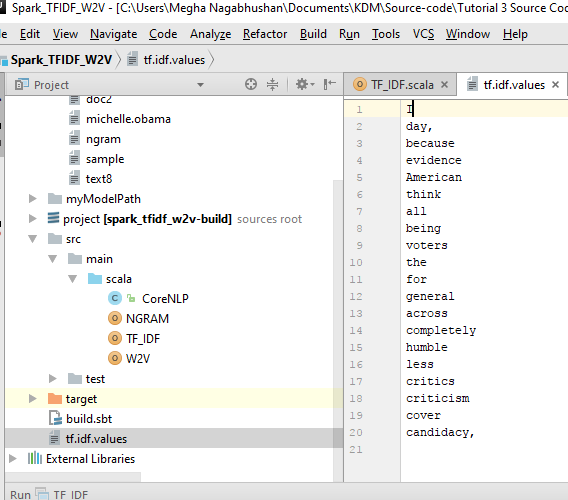 Spark_TFIDF_W2V - [C:\Users\Megha Nagabhushan\Documents\KDM\Source-code\Tutorial 3 Source Cod
le Edit View Navigate Code Analyze Refactor Build Run Tools VCS Window Help
Spark_TFIDF_W2V tf.idf.values
Project
TF_IDF.scala tf.idf.values
doc2
michelle.obama
ngram
sample
text8
myModelPath
project [spark_tfidf_w2v-build] sources root
src
main
scala
CoreNLP
NGRAM
TF_IDF
W2V
test
target
build.sbt
tf.idf.values
External Libraries
1 I
2 day,
3 because
4 evidence
5 American
6 think
7 all
8 being
9 voters
10 the
11 for
12 general
13 across
14 completely
15 humble
16 less
17 critics
18 criticism
19 cover
20 candidacy,
21
Run TF_IDF